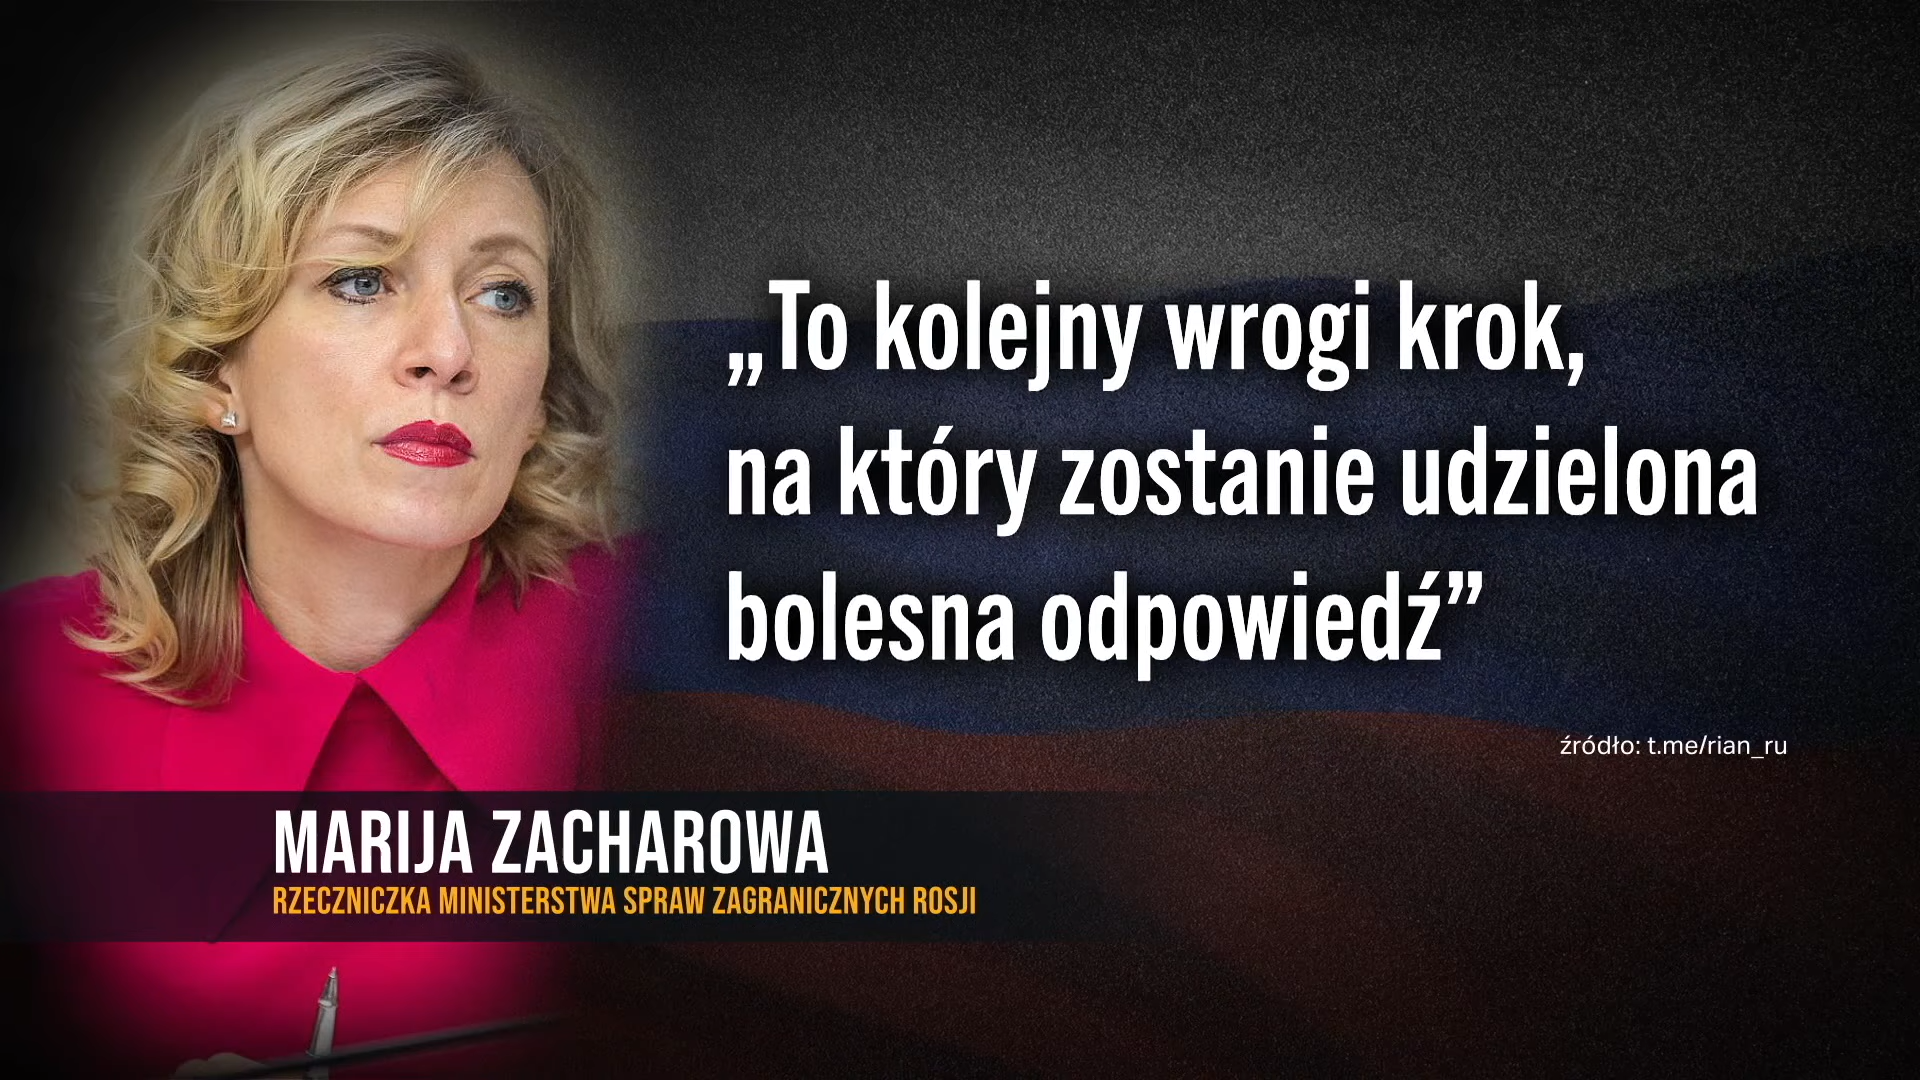 „To kolejny wrogi krok,
na który zostanie udzielona
bolesna odpowiedź”
źródło: t.me/rian_ru
MARIJA ZACHAROWA
RZECZNICZKA MINISTERSTWA SPRAW ZAGRANICZNYCH ROSJI